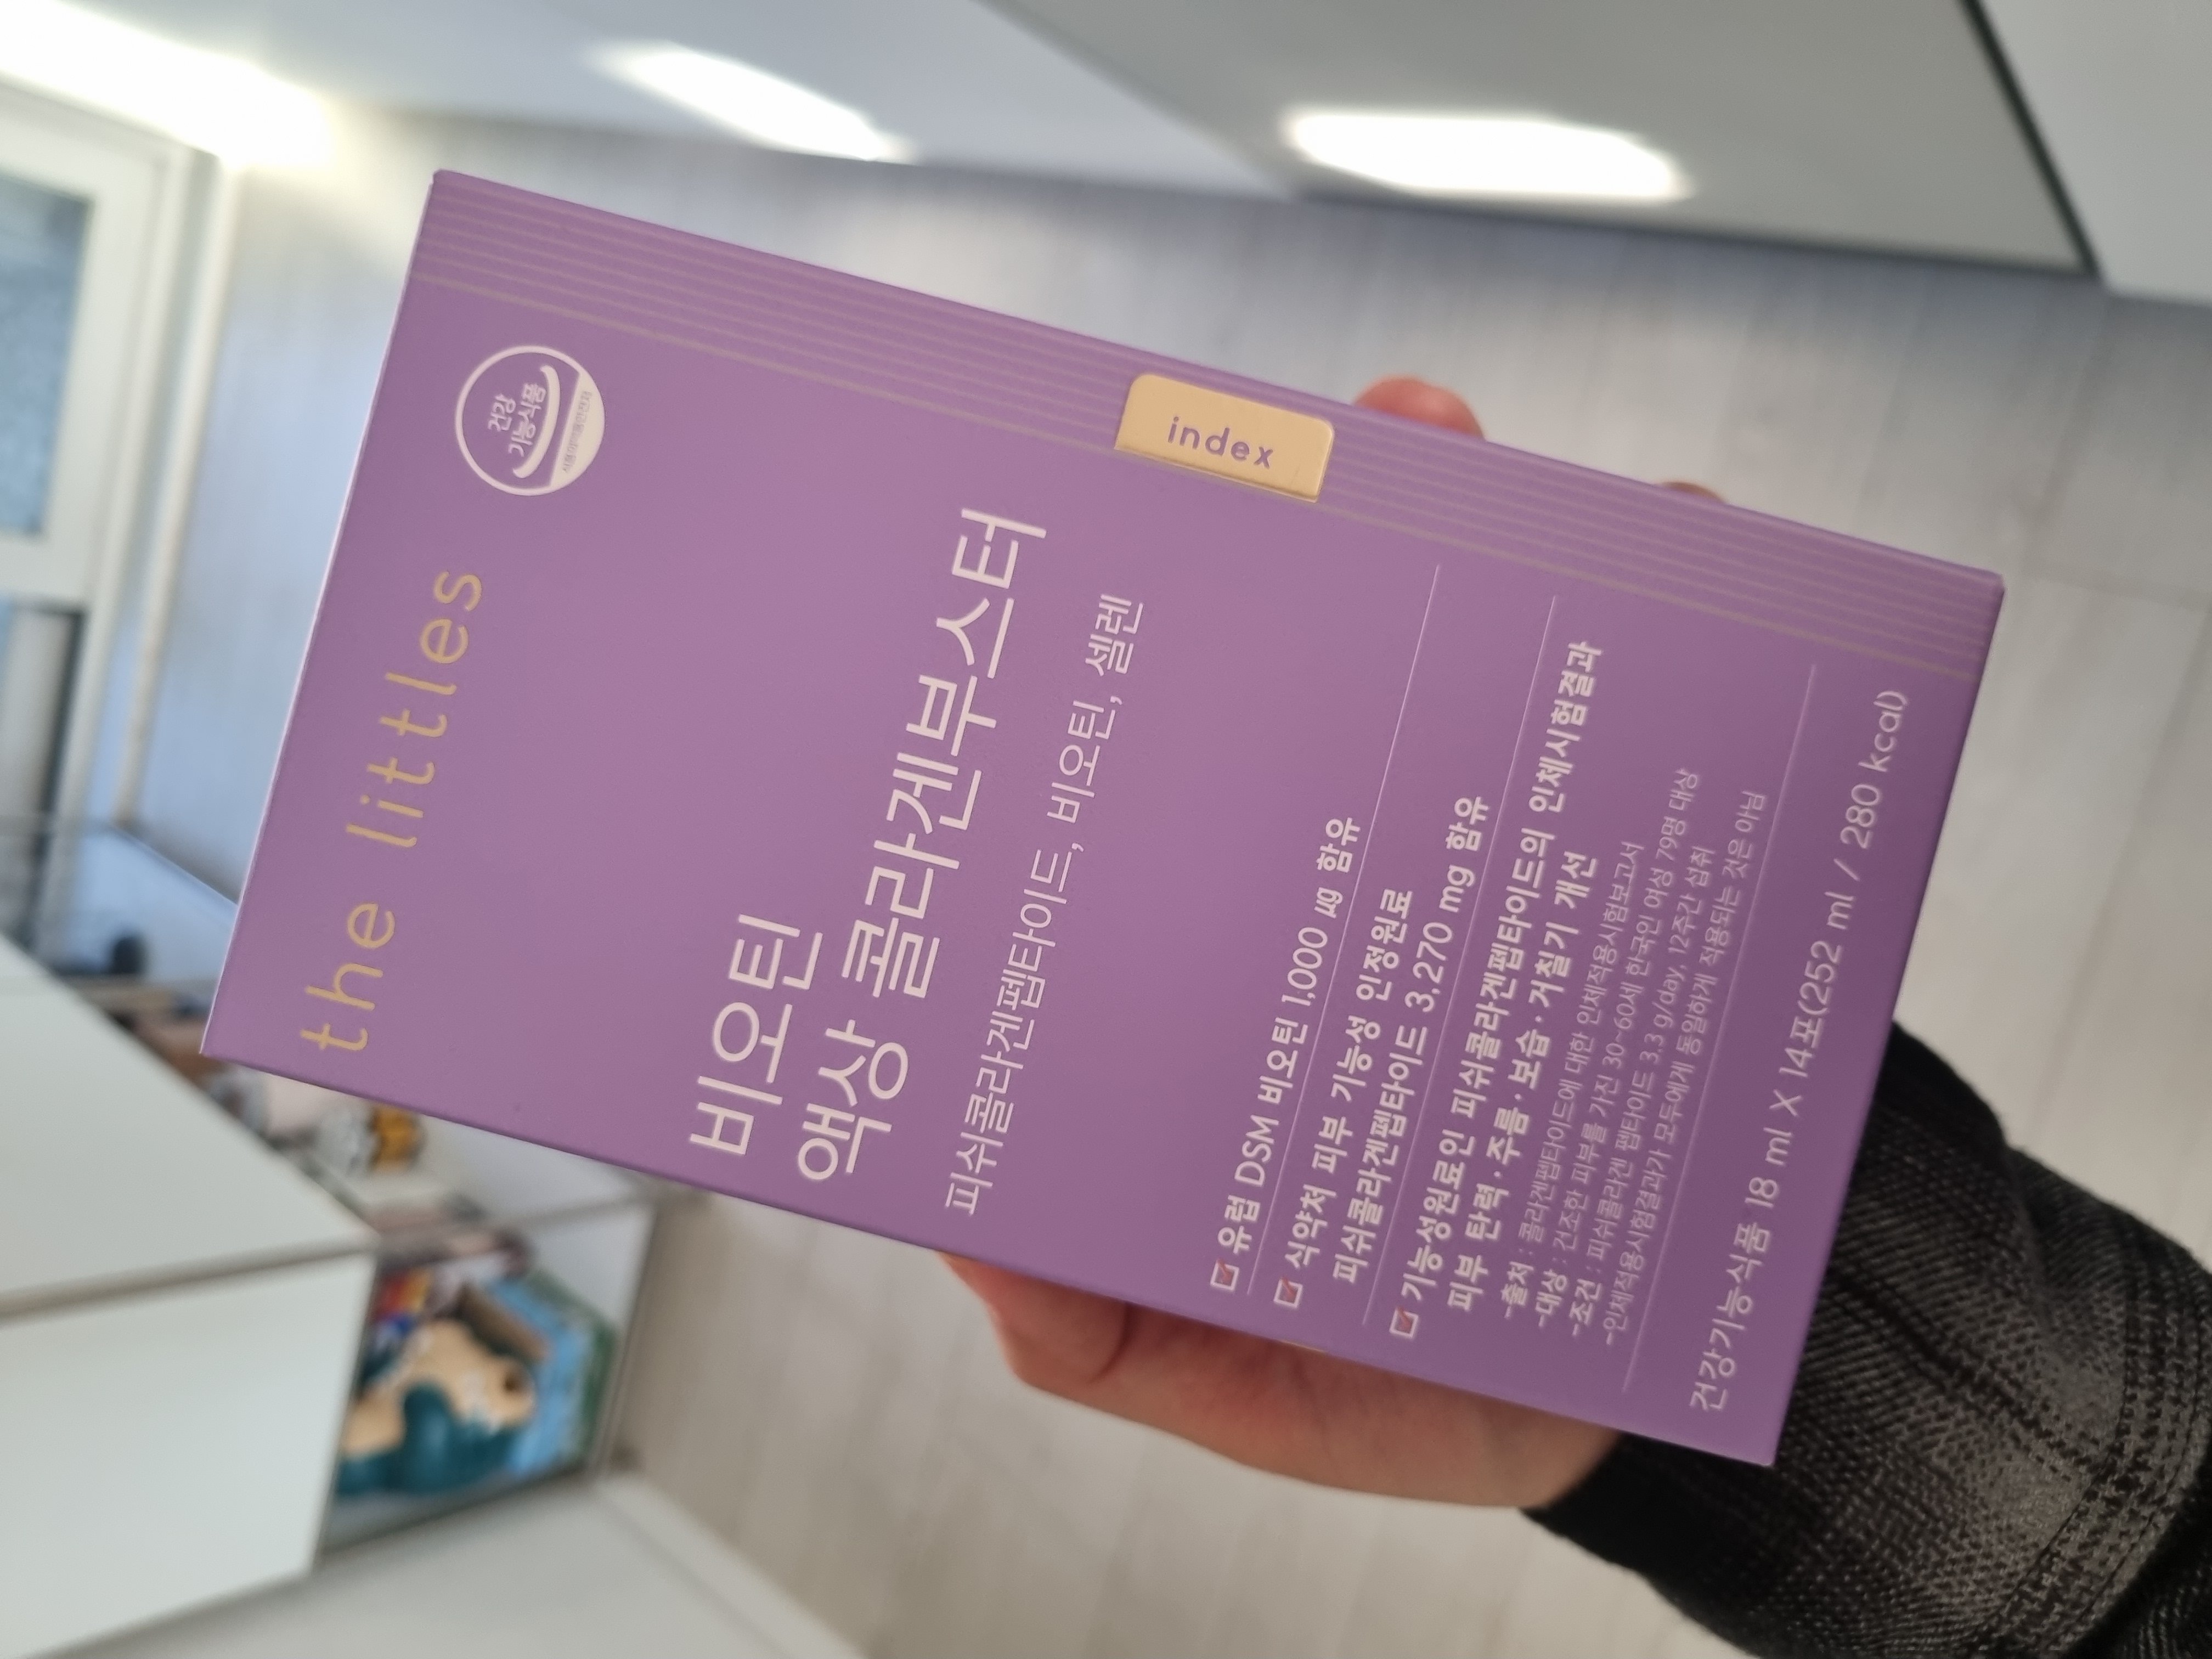 the littles
건강
기능식품
식품의약품안전처
비오틴
액상 콜라겐부스터
피쉬콜라겐펩타이드, 비오틴, 셀렌
index
유럽 DSM 비오틴 1,000 ㎍ 함유
식약처 피부 기능성 인정원료
피쉬콜라겐펩타이드 3,270 mg 함유
기능성원료인 피쉬콜라겐펩타이드의 인체시험결과
피부 탄력·주름·보습·거칠기 개선
-출처 : 콜라겐펩타이드에 대한 인체적용시험보고서
-대상 : 건조한 피부를 가진 30~60세 한국인 여성 79명 대상
-조건 : 피쉬콜라겐 펩타이드 3.3 g/day, 12주간 섭취
-인체적용시험결과가 모두에게 동일하게 적용되는 것은 아님
건강기능식품 18 ml X 14포(252 ml / 280 kcal)